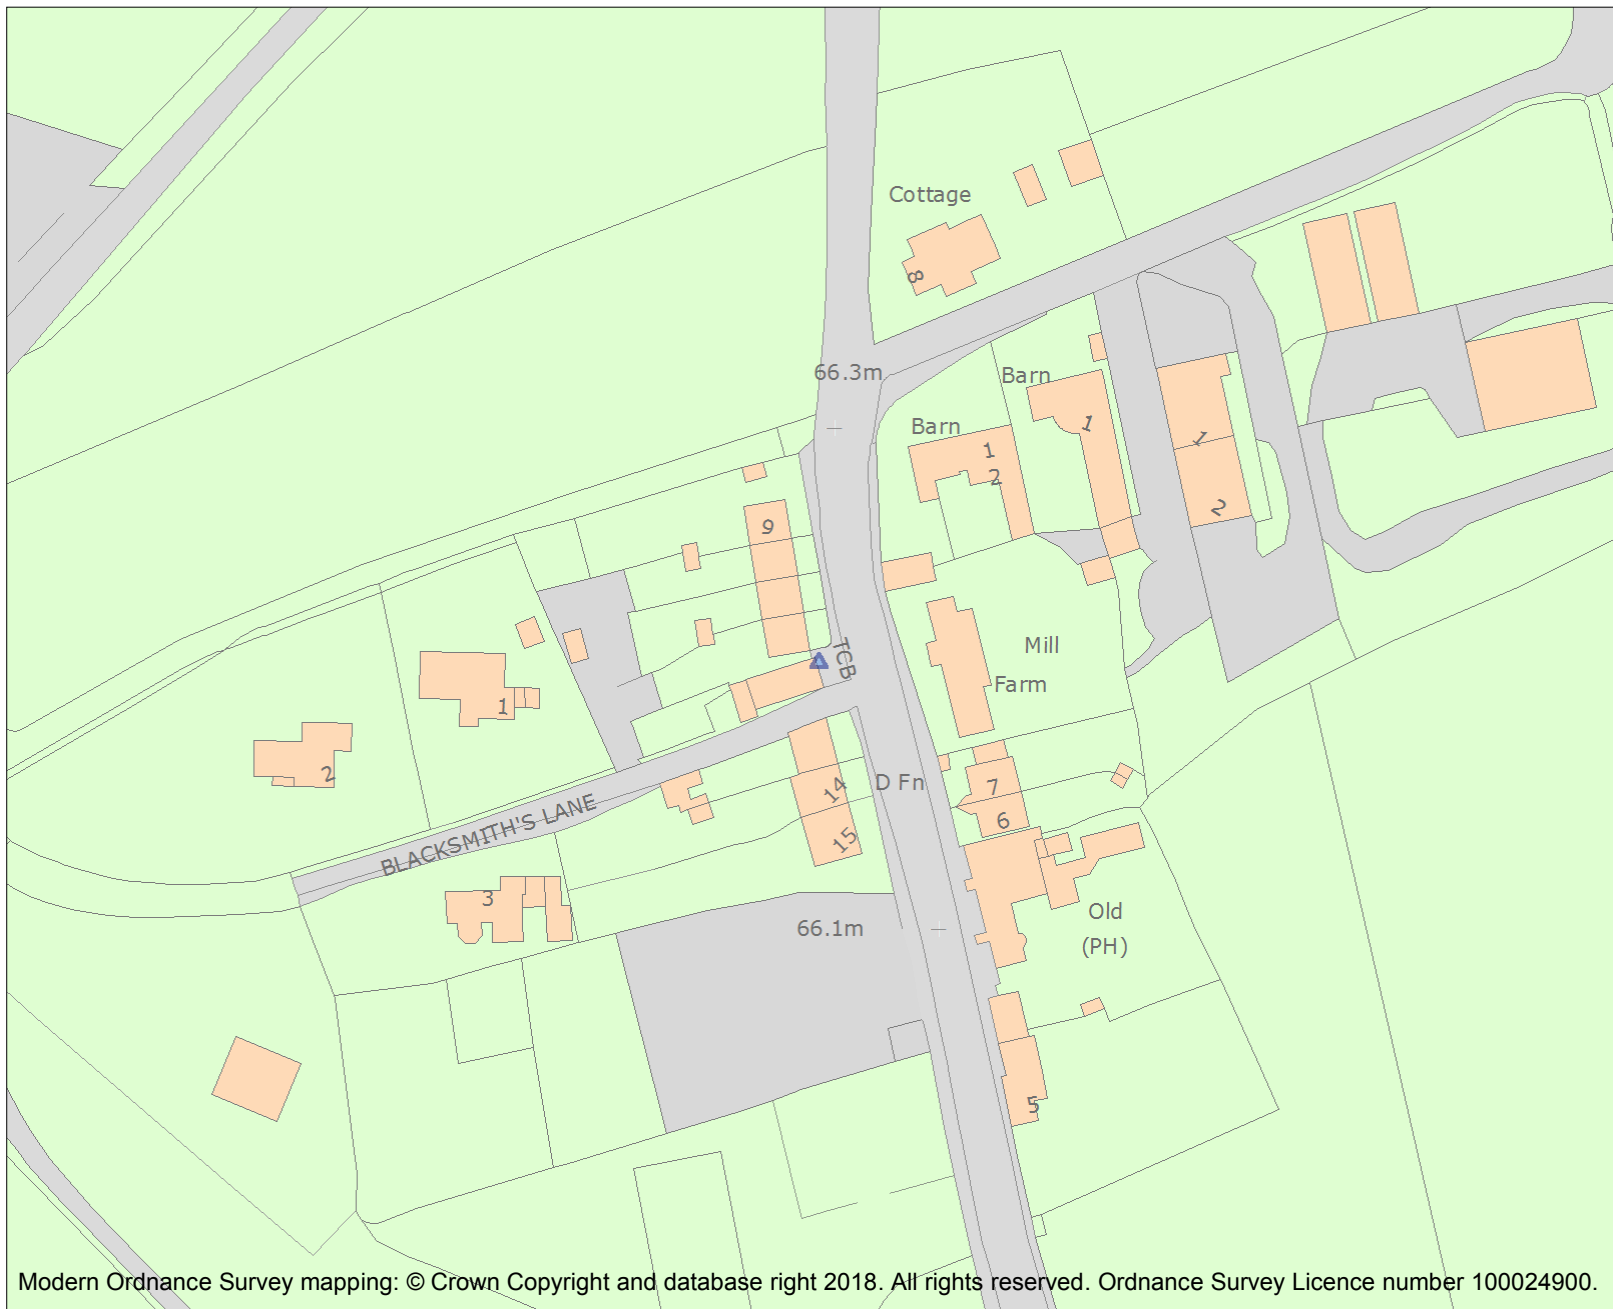 Cottage
8
66.3m
Barn
Barn
1
1
2
1
2
9
TCB
Mill
Farm
1
2
14
D Fn
7
6
15
BLACKSMITH'S LANE
3
66.1m
Old
(PH)
5
Modern Ordnance Survey mapping: © Crown Copyright and database right 2018. All rights reserved. Ordnance Survey Licence number 100024900.